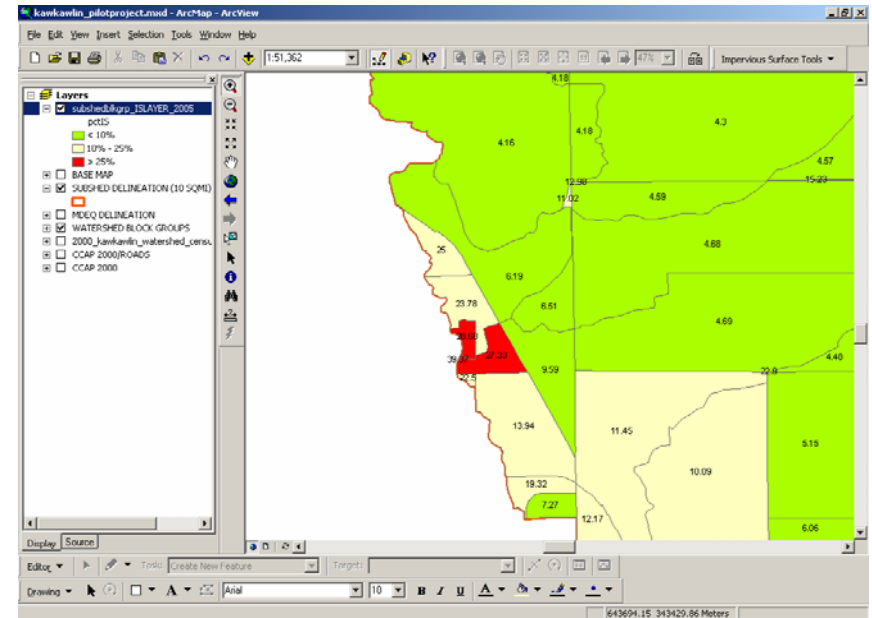 kawkawlin_pilotproject.mxd - ArcMap - ArcView
File Edit View Insert Selection Tools Window Help
1:51,362
47%
Impervious Surface Tools
Layers
subshedblkgrp_ISLAYER_2005
pctIS
< 10%
10% - 25%
> 25%
BASE MAP
SUBSHED DELINEATION (10 SQMI)
MDEQ DELINEATION
WATERSHED BLOCK GROUPS
2000_kawkawlin_watershed_censu
CCAP 2000/ROADS
CCAP 2000
Display Source
4.18
4.3
4.18
4.16
4.57
12.98
15.23
11.02
4.59
25
4.68
6.19
23.78
6.51
4.69
27.33
4.40
9.59
22.8
22.5
13.94
11.45
5.15
10.09
19.32
7.27
12.17
6.06
Editor
Task: Create New Feature
Target:
Drawing
A
Arial
10
B I U A
643694.15 343429.86 Meters